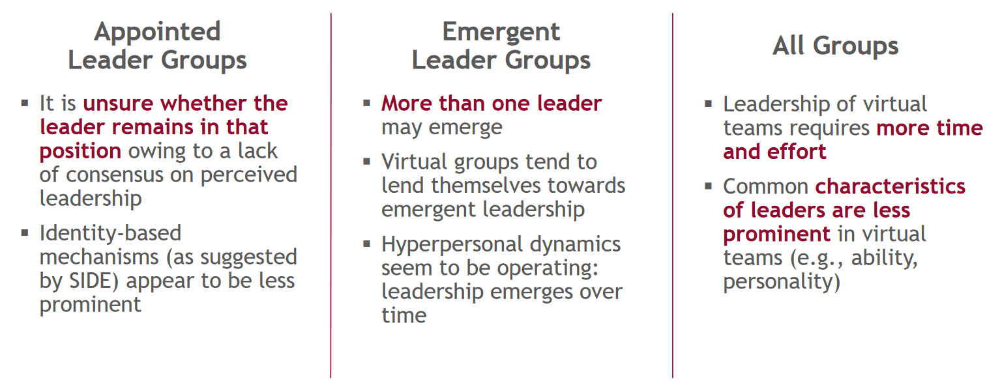 Appointed
Leader Groups
▪ It is unsure whether the
leader remains in that
position owing to a lack
of consensus on perceived
leadership
▪ Identity-based
mechanisms (as suggested
by SIDE) appear to be less
prominent
Emergent
Leader Groups
▪ More than one leader
may emerge
▪ Virtual groups tend to
lend themselves towards
emergent leadership
▪ Hyperpersonal dynamics
seem to be operating:
leadership emerges over
time
All Groups
▪ Leadership of virtual
teams requires more time
and effort
▪ Common characteristics
of leaders are less
prominent in virtual
teams (e.g., ability,
personality)